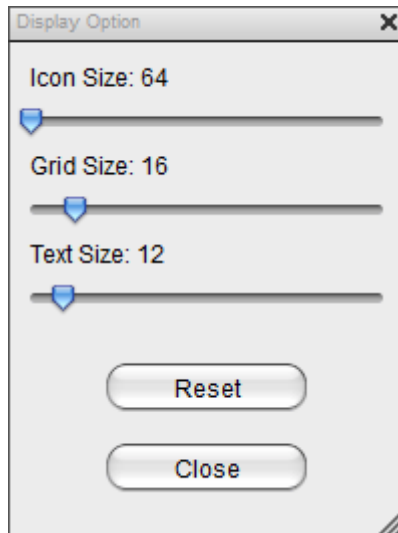 Display Option
Icon Size: 64
Grid Size: 16
Text Size: 12
Reset
Close